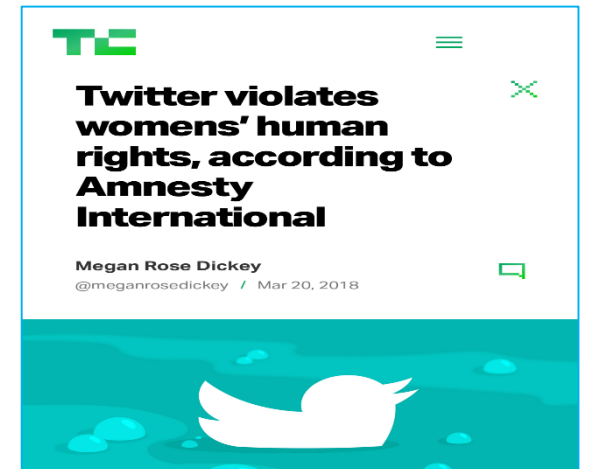 TC
Twitter violates
womens’ human
rights, according to
Amnesty
International
Megan Rose Dickey
@meganrosedickey / Mar 20, 2018